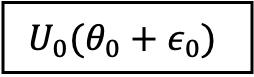 𝑈₀(𝜃₀ + 𝜖₀)